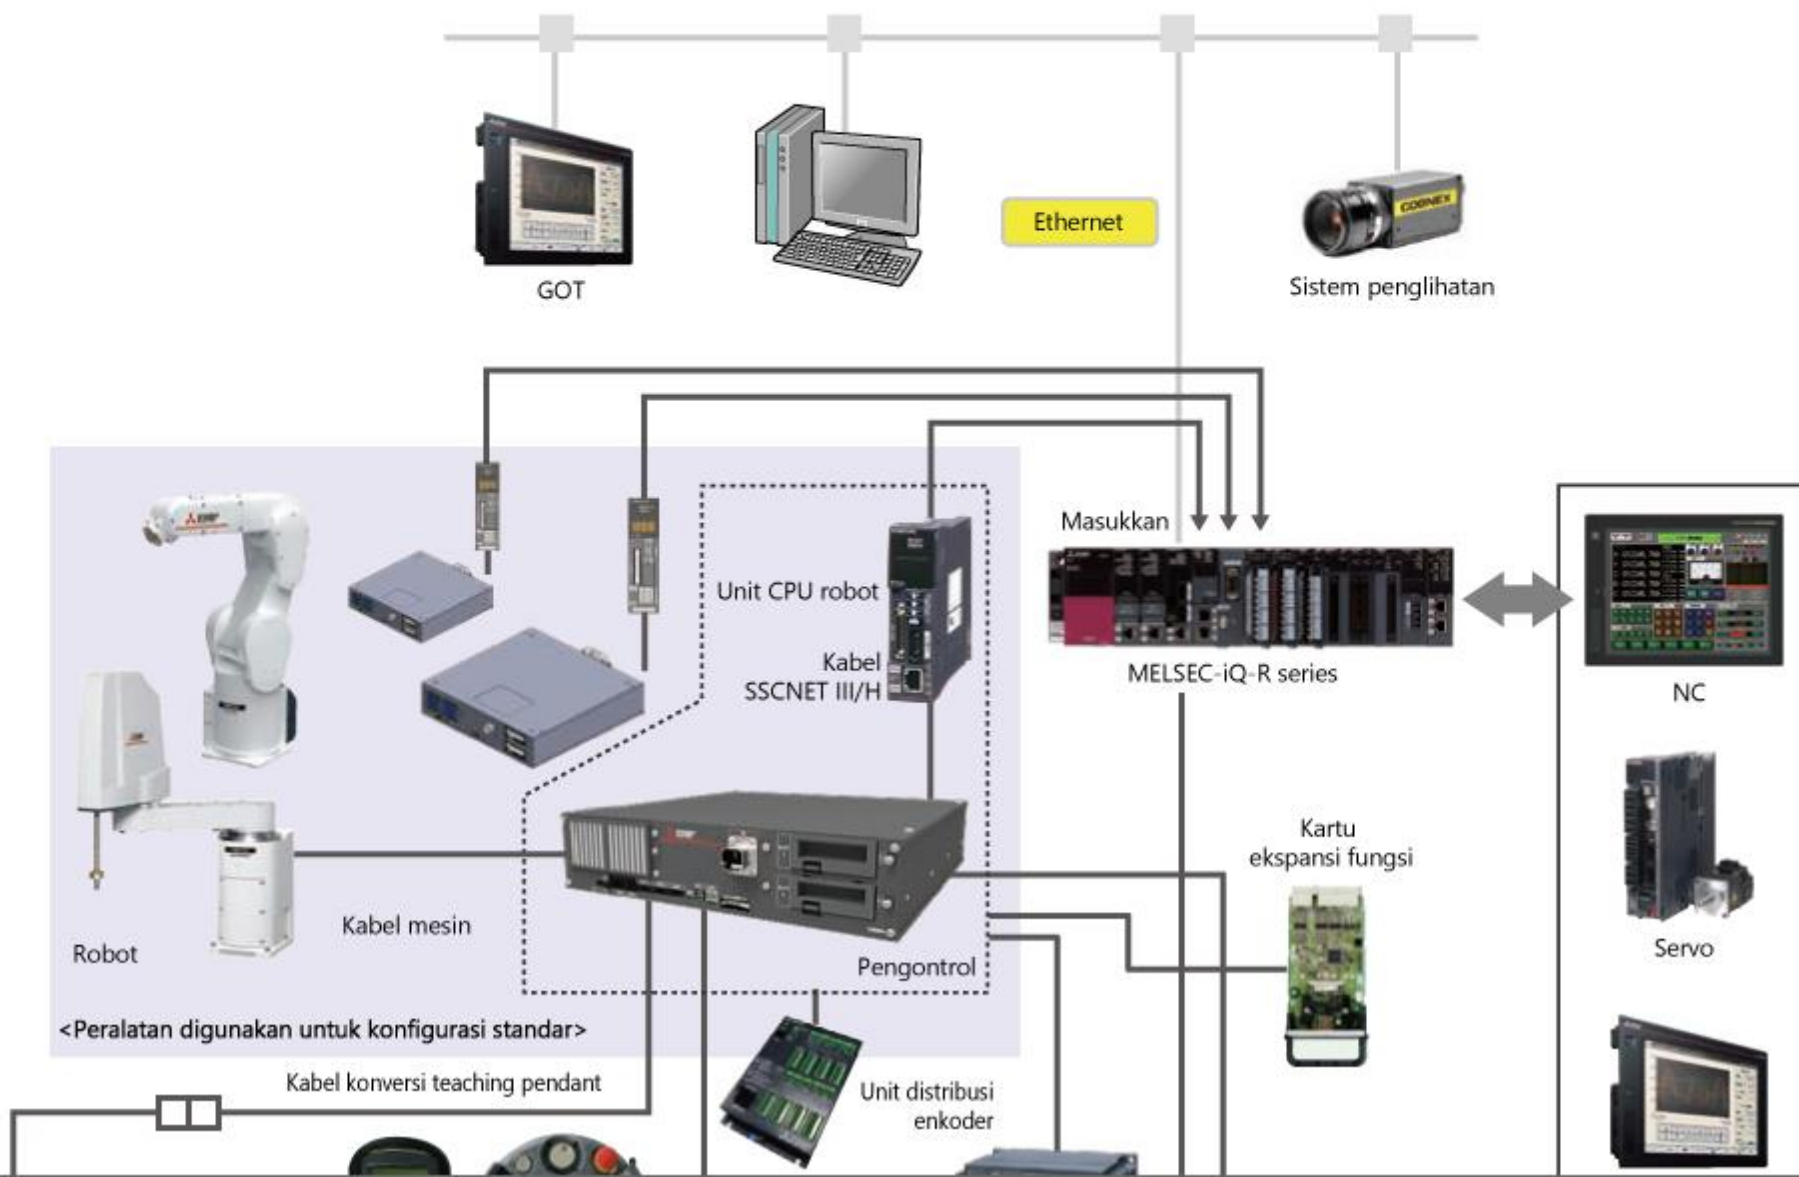 GOT
Ethernet
COGNEX
Sistem penglihatan
Masukkan
Unit CPU robot
Kabel
SSCNET III/H
MELSEC-iQ-R series
NC
Kartu
ekspansi fungsi
Servo
Kabel mesin
Robot
Pengontrol
<Peralatan digunakan untuk konfigurasi standar>
Kabel konversi teaching pendant
Unit distribusi
enkoder